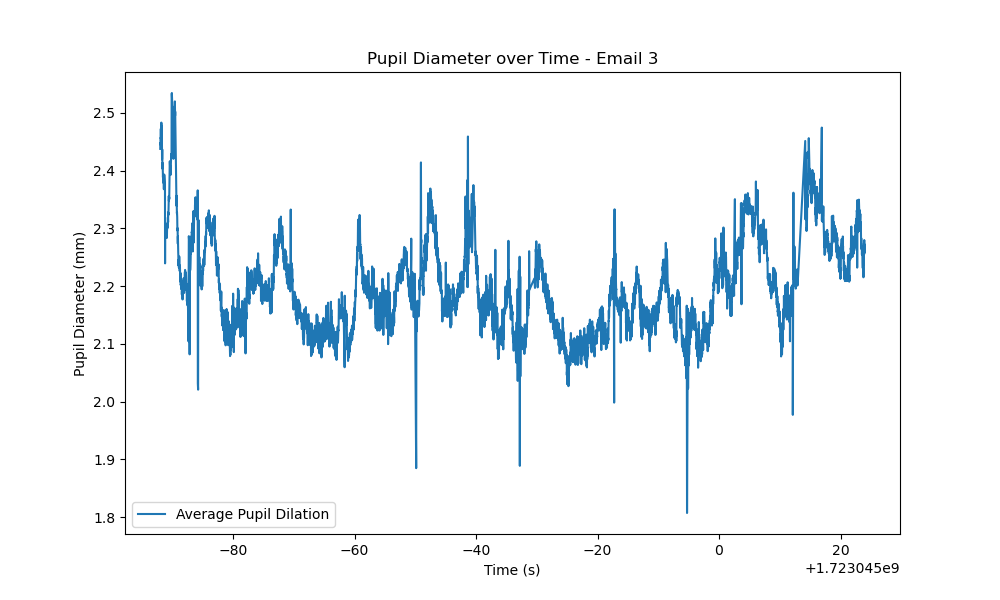 Pupil Diameter over Time - Email 3
Pupil Diameter (mm)
2.5
2.4
2.3
2.2
2.1
2.0
1.9
1.8
Average Pupil Dilation
−80
−60
−40
−20
0
20
Time (s)
+1.723045e9